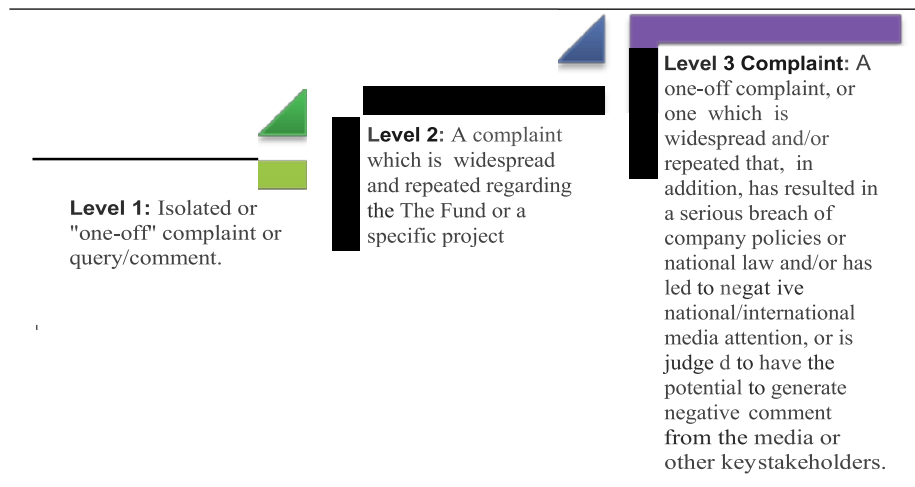 Level 1: Isolated or
"one-off" complaint or
query/comment.
Level 2: A complaint
which is widespread
and repeated regarding
the The Fund or a
specific project
Level 3 Complaint: A
one-off complaint, or
one which is
widespread and/or
repeated that, in
addition, has resulted in
a serious breach of
company policies or
national law and/or has
led to negat ive
national/international
media attention, or is
judge d to have the
potential to generate
negative comment
from the media or
other keystakeholders.